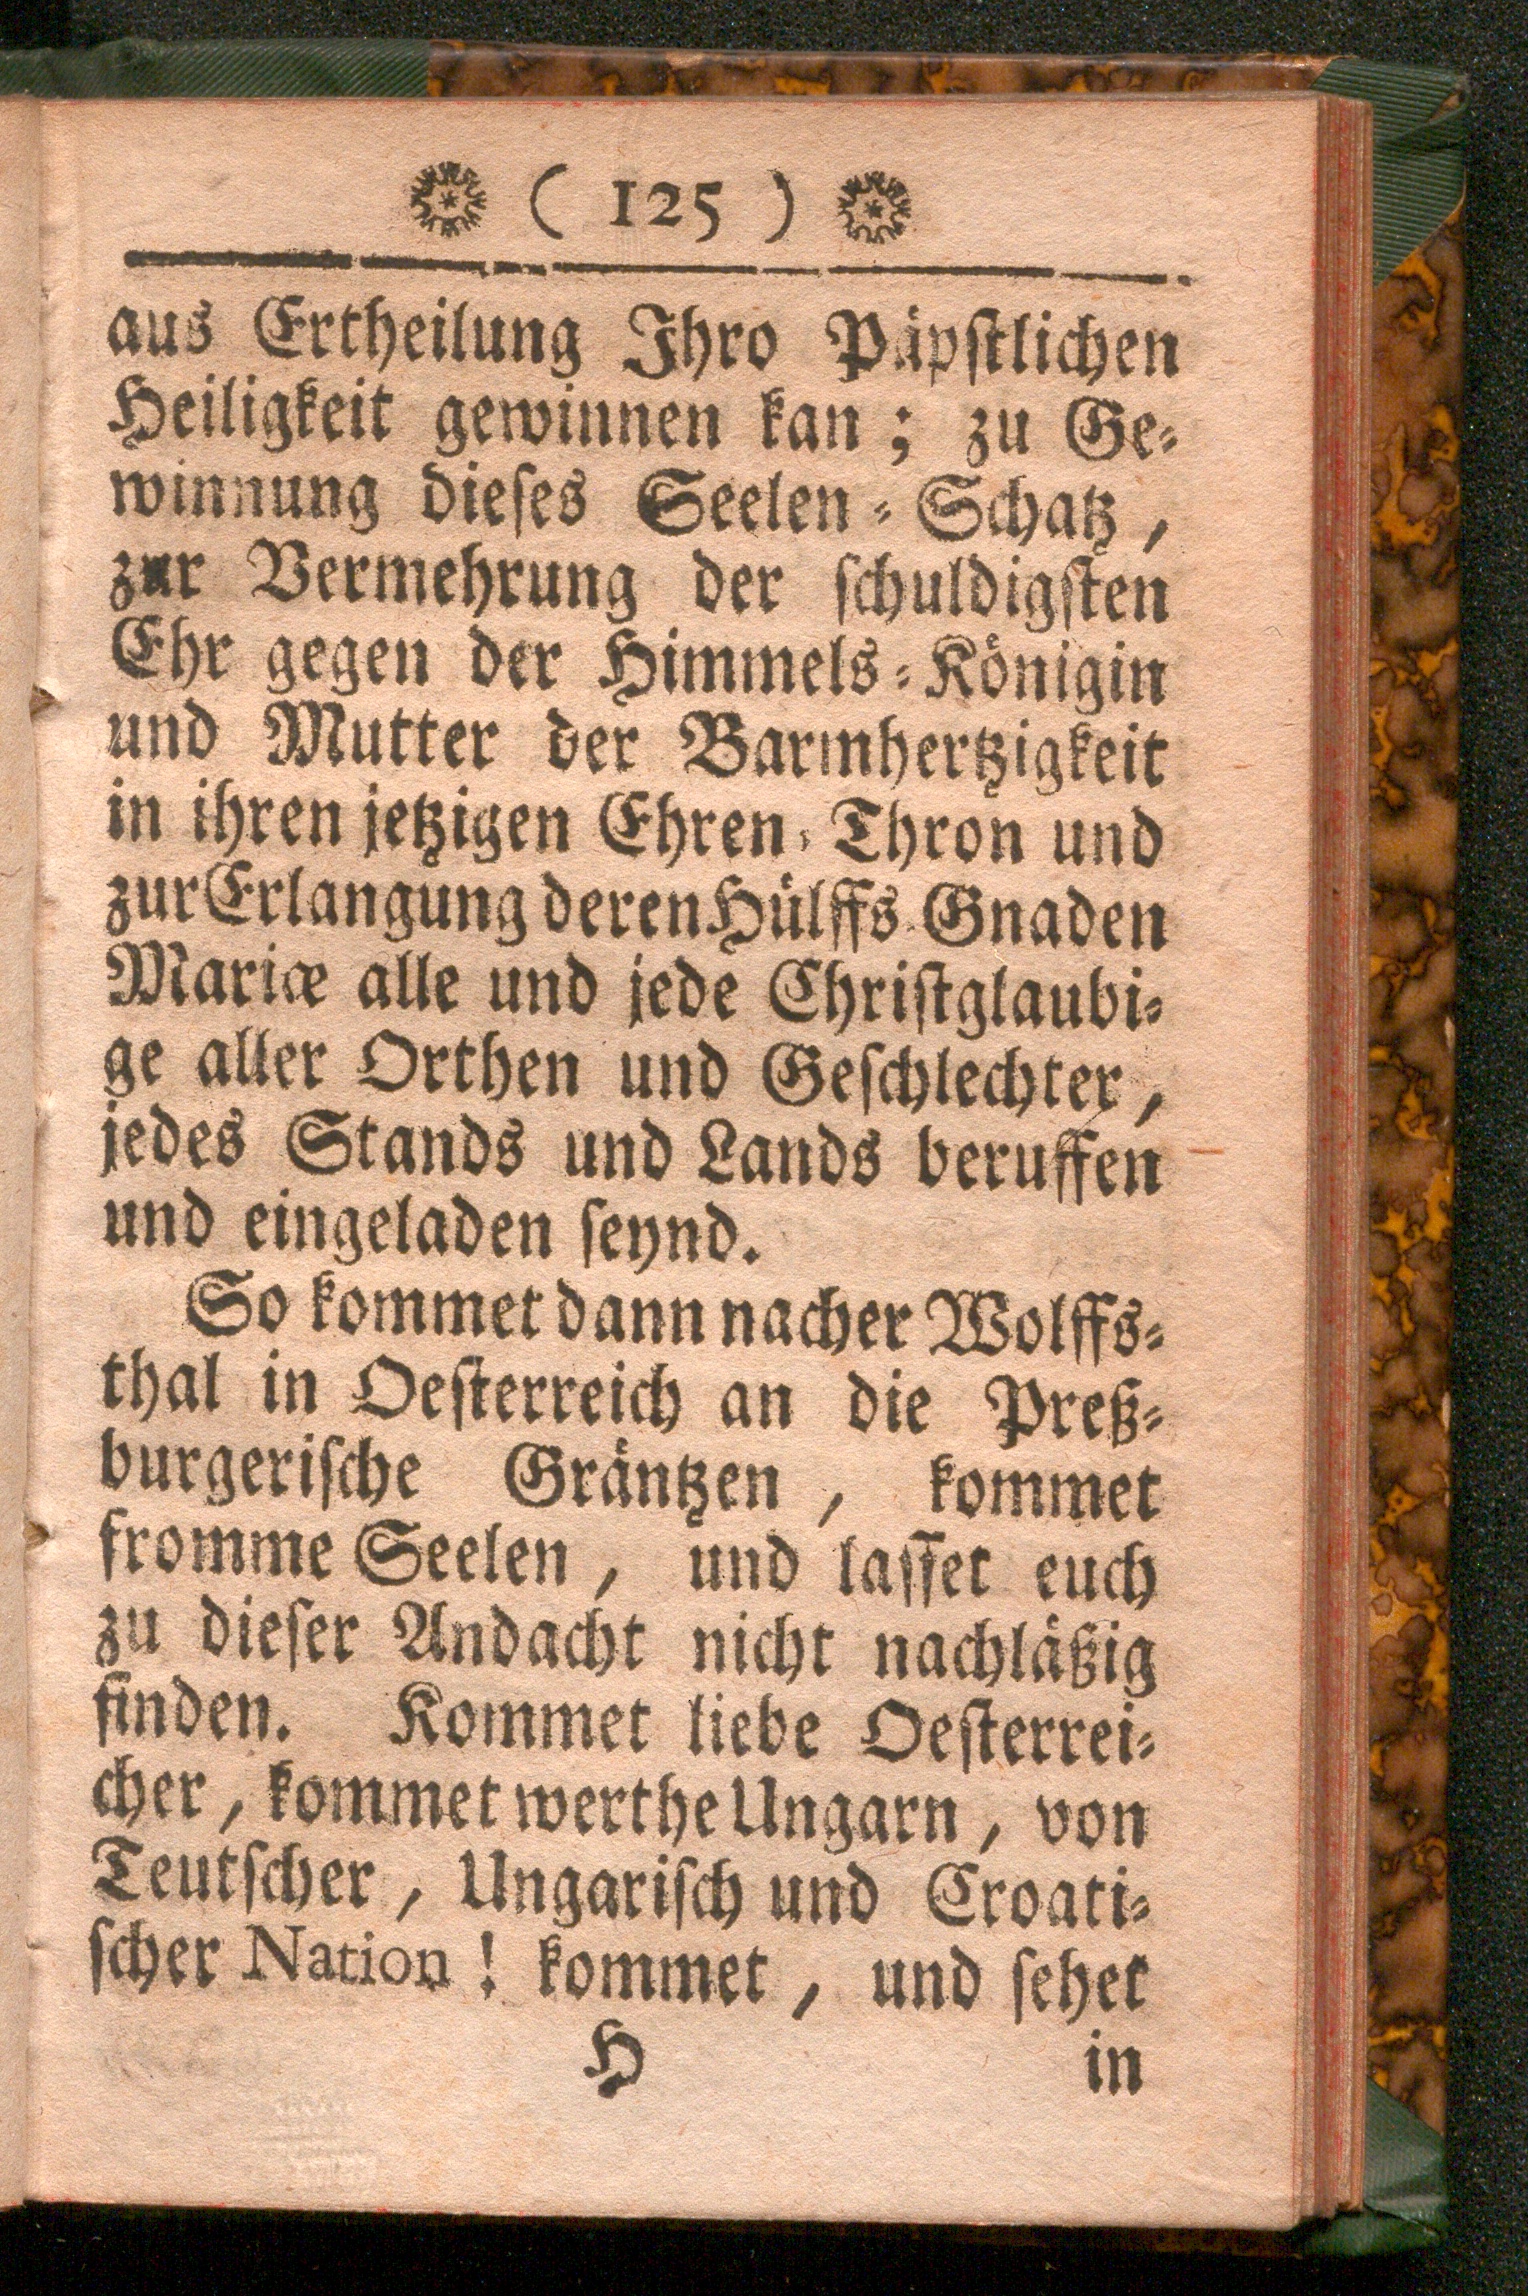 ( 125 )
aus Ertheilung Ihro Päpſtlichen
Heiligkeit gewinnen kan ; zu Ge⸗
winnung dieſes Seelen⸗Schatz ,
zur Vermehrung der ſchuldigſten
Ehr gegen der Himmels⸗Königin
und Mutter der Barmhertzigkeit
in ihren jetzigen Ehren⸗Thron und
zur Erlangung deren Hülffs⸗Gnaden
Mariæ alle und jede Chriſtglaubi⸗
ge aller Orthen und Geſchlechter ,
jedes Stands und Lands beruffen
und eingeladen ſeynd.
So kommet dann nacher Wolffs⸗
thal in Oeſterreich an die Preß⸗
burgeriſche Gräntzen , kommet
fromme Seelen , und laſſet euch
zu dieſer Andacht nicht nachläßig
finden. Kommet liebe Oeſterrei⸗
cher , kommet werthe Ungarn , von
Teutſcher , Ungariſch und Croati⸗
ſcher Nation ! kommet , und ſehet
H in